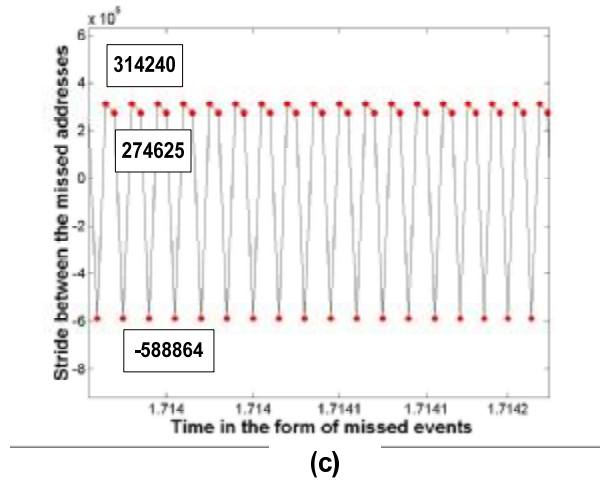 x 10^5
6
314240
4
274625
2
0
-2
-4
-6
-588864
-8
Stride between the missed addresses
1.714 1.714 1.7141 1.7141 1.7142
Time in the form of missed events
(c)